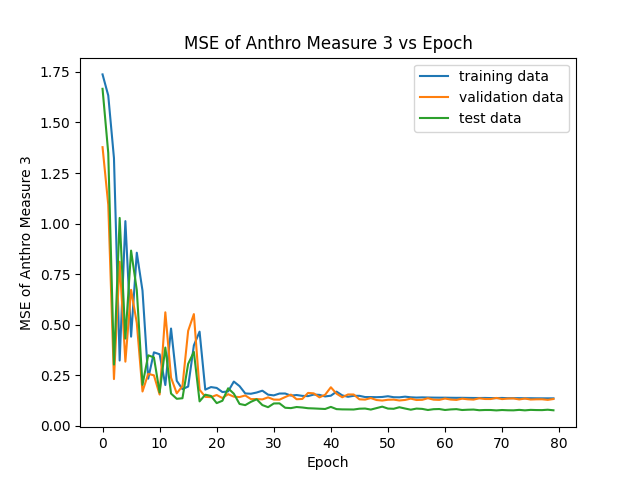 MSE of Anthro Measure 3 vs Epoch
training data
validation data
test data
MSE of Anthro Measure 3
1.75
1.50
1.25
1.00
0.75
0.50
0.25
0.00
0 10 20 30 40 50 60 70 80
Epoch